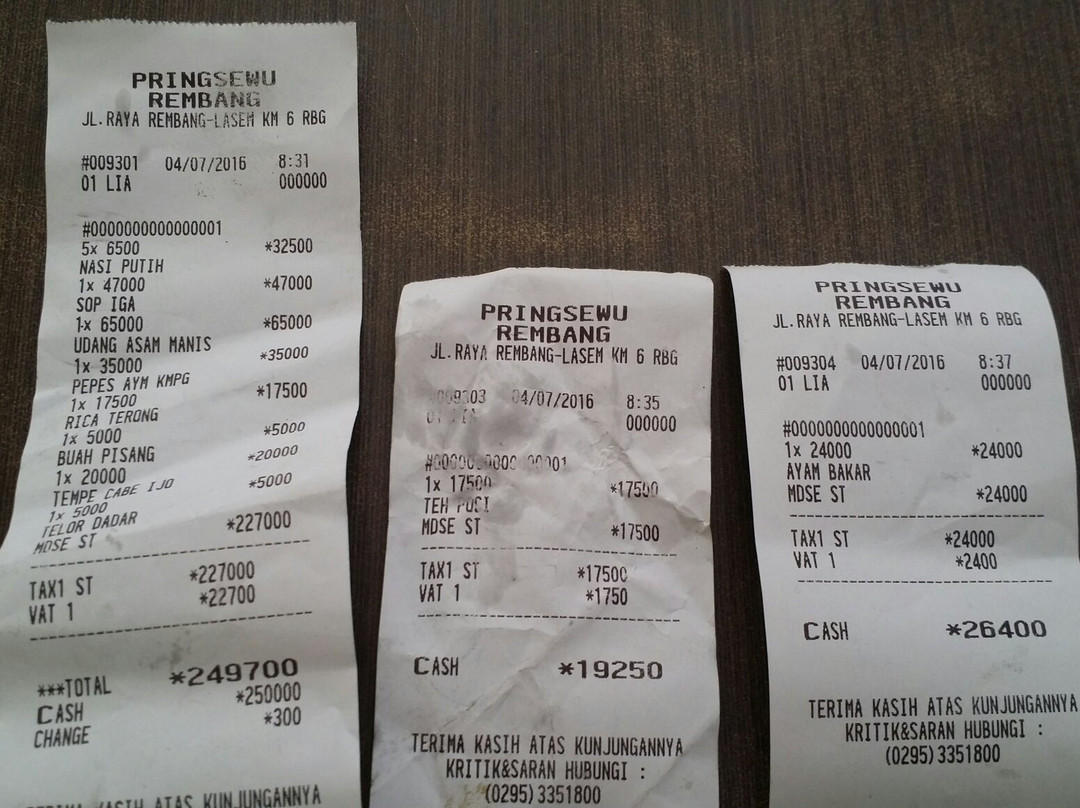 PRINGSEWU
REMBANG
JL.RAYA REMBANG-LASEM KM 6 RBG
#009301 04/07/2016 8:31
01 LIA 000000
#0000000000000001
5x 6500 *32500
NASI PUTIH
1x 47000 *47000
SOP IGA
1x 65000 *65000
UDANG ASAM MANIS
1x 35000 *35000
PEPES AYM KMPG
1x 17500 *17500
RICA TERONG
1x 5000 *5000
BUAH PISANG
1x 20000 *20000
TEMPE CABE IJO
1x 5000 *5000
TELOR DADAR
MDSE ST *227000
TAX1 ST *227000
VAT 1 *22700
***TOTAL *249700
CASH *250000
CHANGE *300
TERIMA KASIH ATAS KUNJUNGANNYA
PRINGSEWU
REMBANG
JL.RAYA REMBANG-LASEM KM 6 RBG
04/07/2016 8:35
01 000000
1x 17500 *17500
TEH POCI
MDSE ST *17500
TAX1 ST *17500
VAT 1 *1750
CASH *19250
TERIMA KASIH ATAS KUNJUNGANNYA
KRITIK&SARAN HUBUNGI :
(0295)3351800
PRINGSEWU
REMBANG
JL.RAYA REMBANG-LASEM KM 6 RBG
#009304 04/07/2016 8:37
01 LIA 000000
#0000000000000001
1x 24000 *24000
AYAM BAKAR
MDSE ST *24000
TAX1 ST *24000
VAT 1 *2400
CASH *26400
TERIMA KASIH ATAS KUNJUNGANNYA
KRITIK&SARAN HUBUNGI :
(0295)3351800